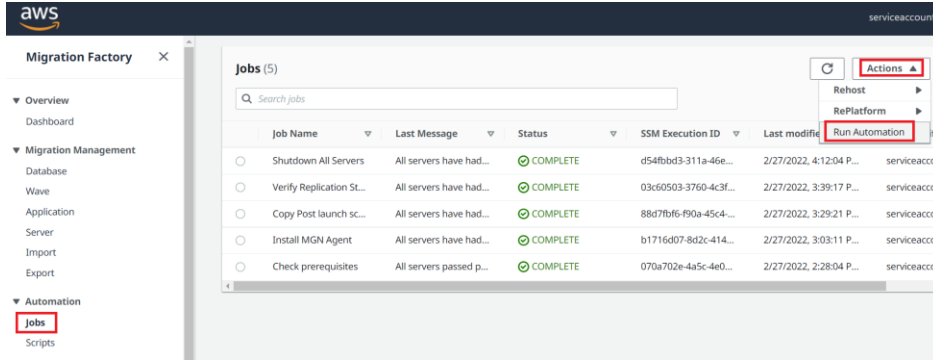 aws
serviceaccount
Migration Factory
Jobs (5)
Actions
Search jobs
Rehost
RePlatform
Run Automation
Overview
Dashboard
Migration Management
Database
Wave
Application
Server
Import
Export
Automation
Jobs
Scripts
Job Name Last Message Status SSM Execution ID Last modifie
Shutdown All Servers All servers have had... COMPLETE d54fbbd3-311a-46e... 2/27/2022, 4:12:04 P... serviceacco
Verify Replication St... All servers have had... COMPLETE 03c60503-3760-4c3f... 2/27/2022, 3:39:17 P... serviceacco
Copy Post launch sc... All servers have had... COMPLETE 88d7fbf6-f90a-45c4-... 2/27/2022, 3:29:21 P... serviceacco
Install MGN Agent All servers have had... COMPLETE b1716d07-8d2c-414... 2/27/2022, 3:03:11 P... serviceacco
Check prerequisites All servers passed p... COMPLETE 070a702e-4a5c-4e0... 2/27/2022, 2:28:04 P... serviceacco